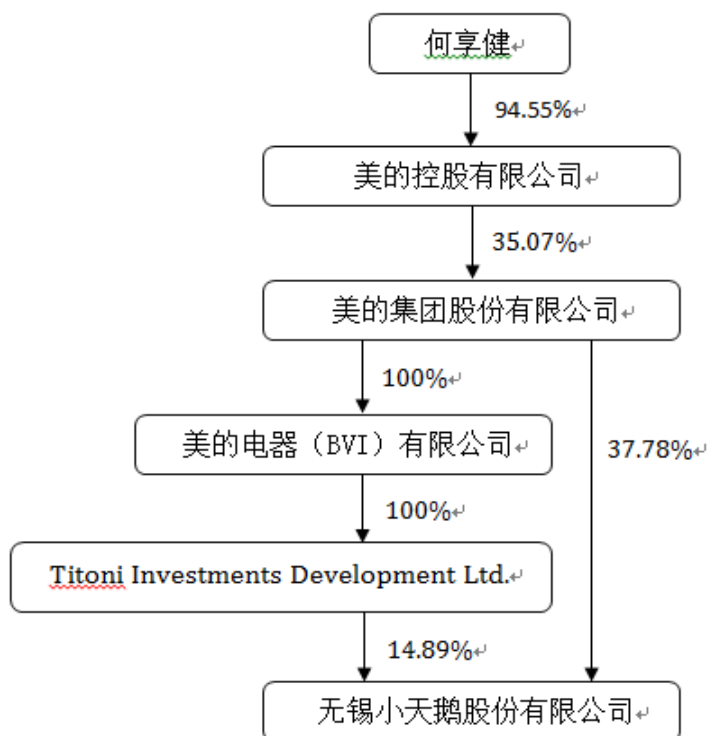 何享健
94.55%
美的控股有限公司
35.07%
美的集团股份有限公司
100%
美的电器（BVI）有限公司
37.78%
100%
Titoni Investments Development Ltd.
14.89%
无锡小天鹅股份有限公司